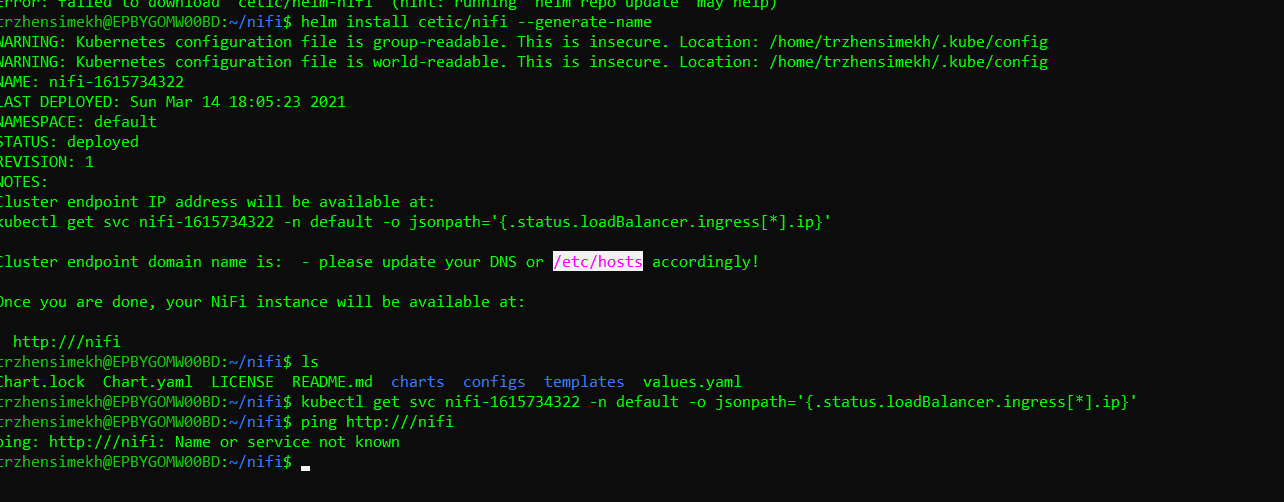 Error: failed to download "cetic/helm-nifi" (hint: running `helm repo update` may help)
trzhensimekh@EPBYGOMW00BD:~/nifi$ helm install cetic/nifi --generate-name
WARNING: Kubernetes configuration file is group-readable. This is insecure. Location: /home/trzhensimekh/.kube/config
WARNING: Kubernetes configuration file is world-readable. This is insecure. Location: /home/trzhensimekh/.kube/config
NAME: nifi-1615734322
LAST DEPLOYED: Sun Mar 14 18:05:23 2021
NAMESPACE: default
STATUS: deployed
REVISION: 1
NOTES:
Cluster endpoint IP address will be available at:
kubectl get svc nifi-1615734322 -n default -o jsonpath='{.status.loadBalancer.ingress[*].ip}'
Cluster endpoint domain name is:  - please update your DNS or /etc/hosts accordingly!
Once you are done, your NiFi instance will be available at:
http:///nifi
trzhensimekh@EPBYGOMW00BD:~/nifi$ ls
Chart.lock  Chart.yaml  LICENSE  README.md  charts  configs  templates  values.yaml
trzhensimekh@EPBYGOMW00BD:~/nifi$ kubectl get svc nifi-1615734322 -n default -o jsonpath='{.status.loadBalancer.ingress[*].ip}'
trzhensimekh@EPBYGOMW00BD:~/nifi$ ping http:///nifi
ping: http:///nifi: Name or service not known
trzhensimekh@EPBYGOMW00BD:~/nifi$